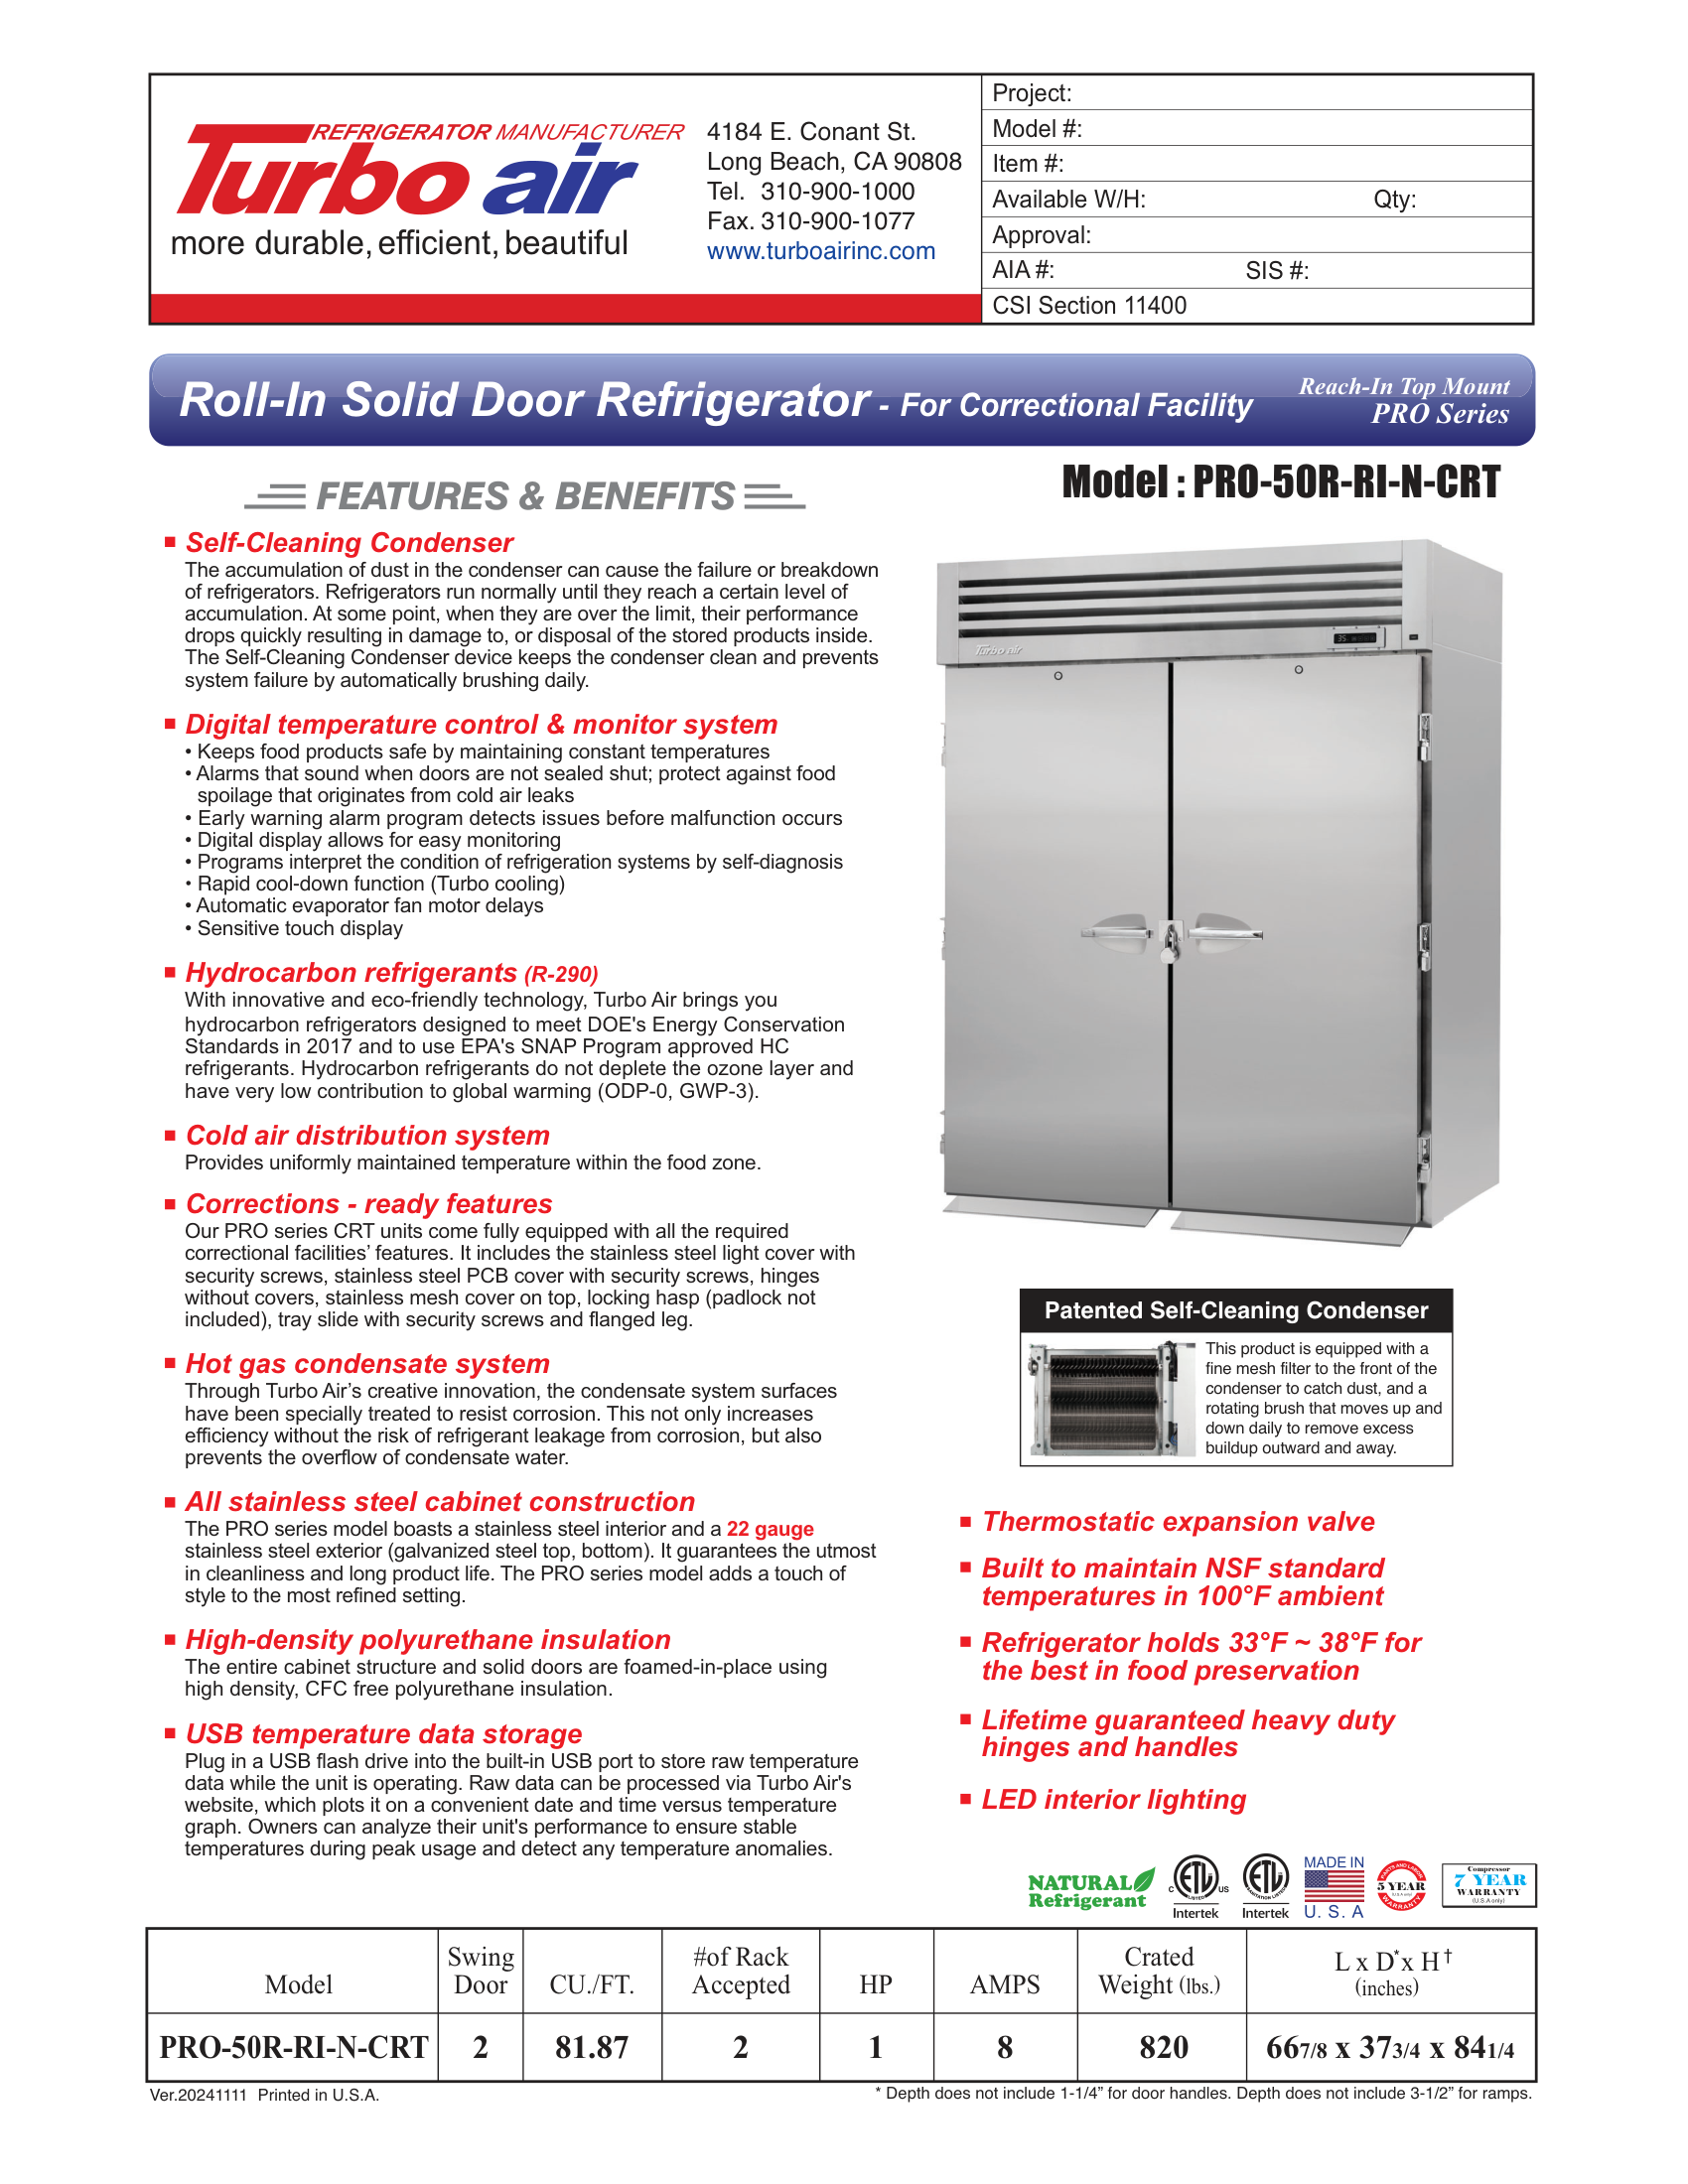 REFRIGERATOR MANUFACTURER
Turbo air
more durable, efficient, beautiful
4184 E. Conant St.
Long Beach, CA 90808
Tel. 310-900-1000
Fax. 310-900-1077
www.turboairinc.com
Project:
Model #:
Item #:
Available W/H: Qty:
Approval:
AIA #: SIS #:
CSI Section 11400
Roll-In Solid Door Refrigerator - For Correctional Facility
Reach-In Top Mount
PRO Series
FEATURES & BENEFITS
■ Self-Cleaning Condenser
The accumulation of dust in the condenser can cause the failure or breakdown
of refrigerators. Refrigerators run normally until they reach a certain level of
accumulation. At some point, when they are over the limit, their performance
drops quickly resulting in damage to, or disposal of the stored products inside.
The Self-Cleaning Condenser device keeps the condenser clean and prevents
system failure by automatically brushing daily.
■ Digital temperature control & monitor system
• Keeps food products safe by maintaining constant temperatures
• Alarms that sound when doors are not sealed shut; protect against food
spoilage that originates from cold air leaks
• Early warning alarm program detects issues before malfunction occurs
• Digital display allows for easy monitoring
• Programs interpret the condition of refrigeration systems by self-diagnosis
• Rapid cool-down function (Turbo cooling)
• Automatic evaporator fan motor delays
• Sensitive touch display
■ Hydrocarbon refrigerants (R-290)
With innovative and eco-friendly technology, Turbo Air brings you
hydrocarbon refrigerators designed to meet DOE's Energy Conservation
Standards in 2017 and to use EPA's SNAP Program approved HC
refrigerants. Hydrocarbon refrigerants do not deplete the ozone layer and
have very low contribution to global warming (ODP-0, GWP-3).
■ Cold air distribution system
Provides uniformly maintained temperature within the food zone.
■ Corrections - ready features
Our PRO series CRT units come fully equipped with all the required
correctional facilities’ features. It includes the stainless steel light cover with
security screws, stainless steel PCB cover with security screws, hinges
without covers, stainless mesh cover on top, locking hasp (padlock not
included), tray slide with security screws and flanged leg.
■ Hot gas condensate system
Through Turbo Air’s creative innovation, the condensate system surfaces
have been specially treated to resist corrosion. This not only increases
efficiency without the risk of refrigerant leakage from corrosion, but also
prevents the overflow of condensate water.
■ All stainless steel cabinet construction
The PRO series model boasts a stainless steel interior and a 22 gauge
stainless steel exterior (galvanized steel top, bottom). It guarantees the utmost
in cleanliness and long product life. The PRO series model adds a touch of
style to the most refined setting.
■ High-density polyurethane insulation
The entire cabinet structure and solid doors are foamed-in-place using
high density, CFC free polyurethane insulation.
■ USB temperature data storage
Plug in a USB flash drive into the built-in USB port to store raw temperature
data while the unit is operating. Raw data can be processed via Turbo Air's
website, which plots it on a convenient date and time versus temperature
graph. Owners can analyze their unit's performance to ensure stable
temperatures during peak usage and detect any temperature anomalies.
Model : PRO-50R-RI-N-CRT
35
Turbo air
Patented Self-Cleaning Condenser
This product is equipped with a
fine mesh filter to the front of the
condenser to catch dust, and a
rotating brush that moves up and
down daily to remove excess
buildup outward and away.
■ Thermostatic expansion valve
■ Built to maintain NSF standard
temperatures in 100°F ambient
■ Refrigerator holds 33°F ~ 38°F for
the best in food preservation
■ Lifetime guaranteed heavy duty
hinges and handles
■ LED interior lighting
NATURAL
Refrigerant
C ETL US
LISTED
Intertek
ETL
SANITATION LISTED
Intertek
MADE IN
U. S. A
PARTS AND LABOR
5 YEAR
(U.S.A only)
WARRANTY
Compressor
7 YEAR
WARRANTY
(U.S.A only)
Model
Swing
Door
CU./FT.
#of Rack
Accepted
HP
AMPS
Crated
Weight (lbs.)
L x D* x H†
(inches)
PRO-50R-RI-N-CRT 2 81.87 2 1 8 820 667/8 x 373/4 x 841/4
Ver.20241111 Printed in U.S.A.
* Depth does not include 1-1/4” for door handles. Depth does not include 3-1/2” for ramps.